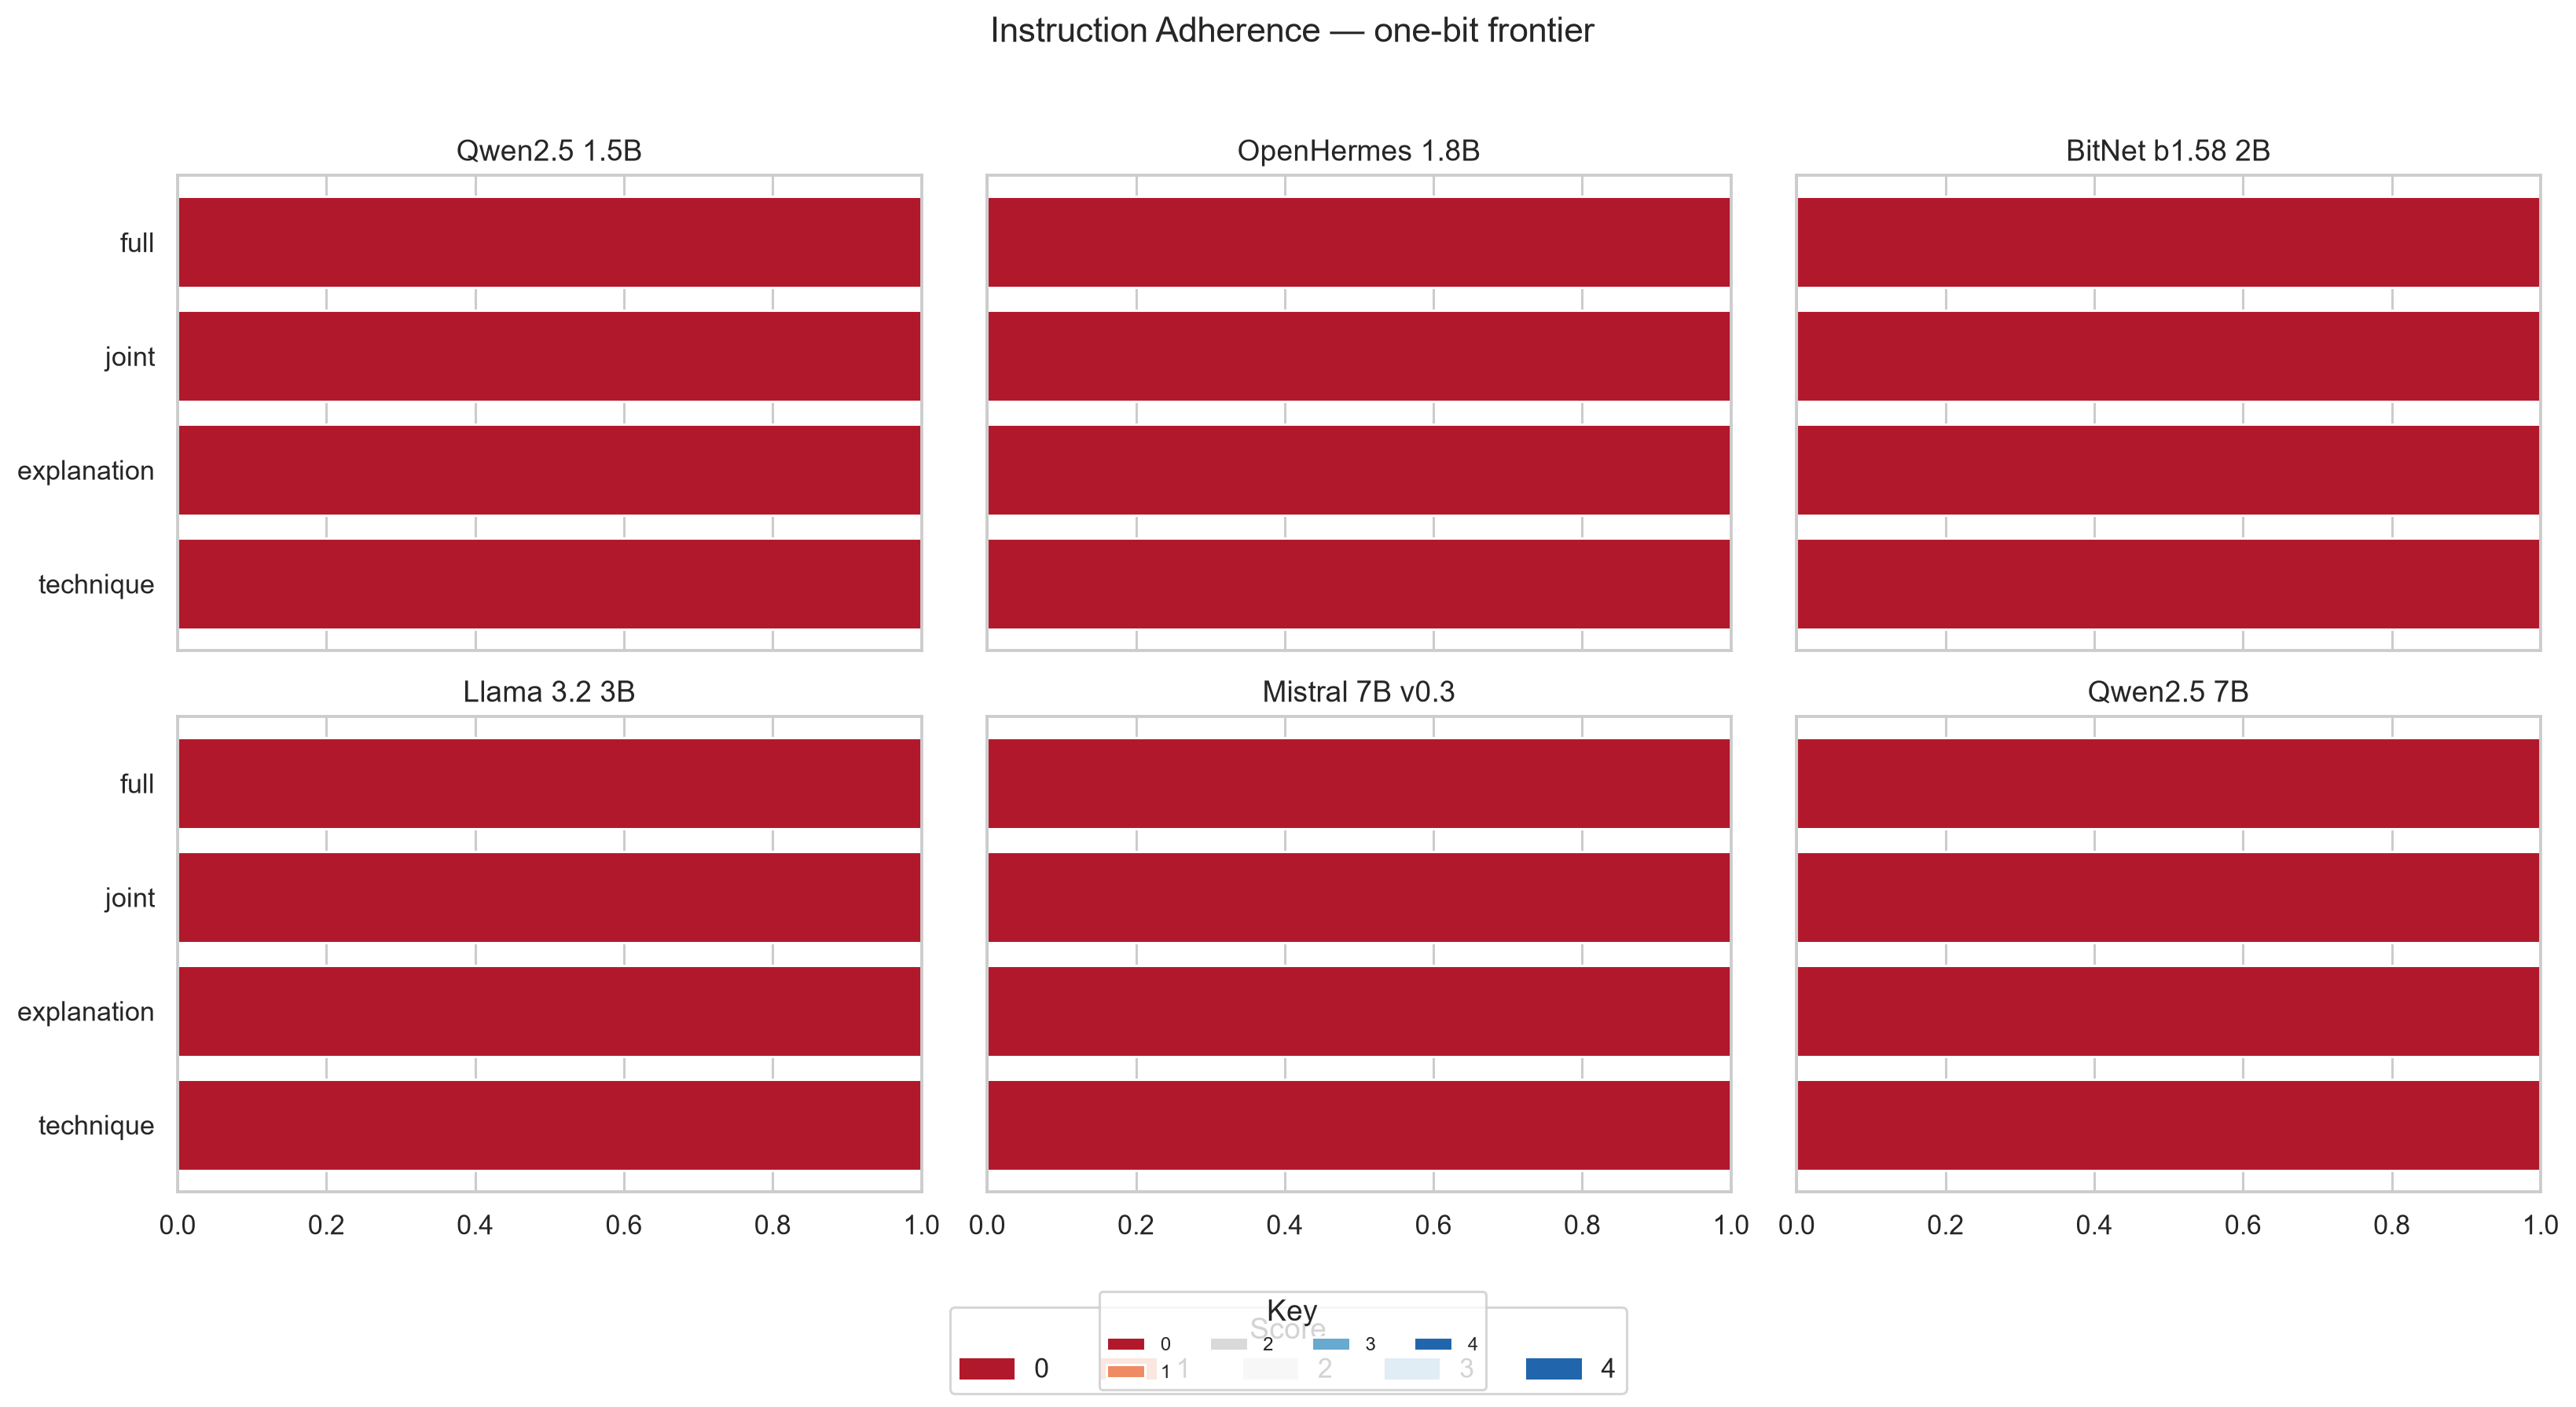 Instruction Adherence — one-bit frontier
Qwen2.5 1.5B
OpenHermes 1.8B
BitNet b1.58 2B
full
joint
explanation
technique
Llama 3.2 3B
Mistral 7B v0.3
Qwen2.5 7B
full
joint
explanation
technique
0.0 0.2 0.4 0.6 0.8 1.0
0.0 0.2 0.4 0.6 0.8 1.0
0.0 0.2 0.4 0.6 0.8 1.0
Key
0 2 3 4
1
Score
0 1 2 3 4